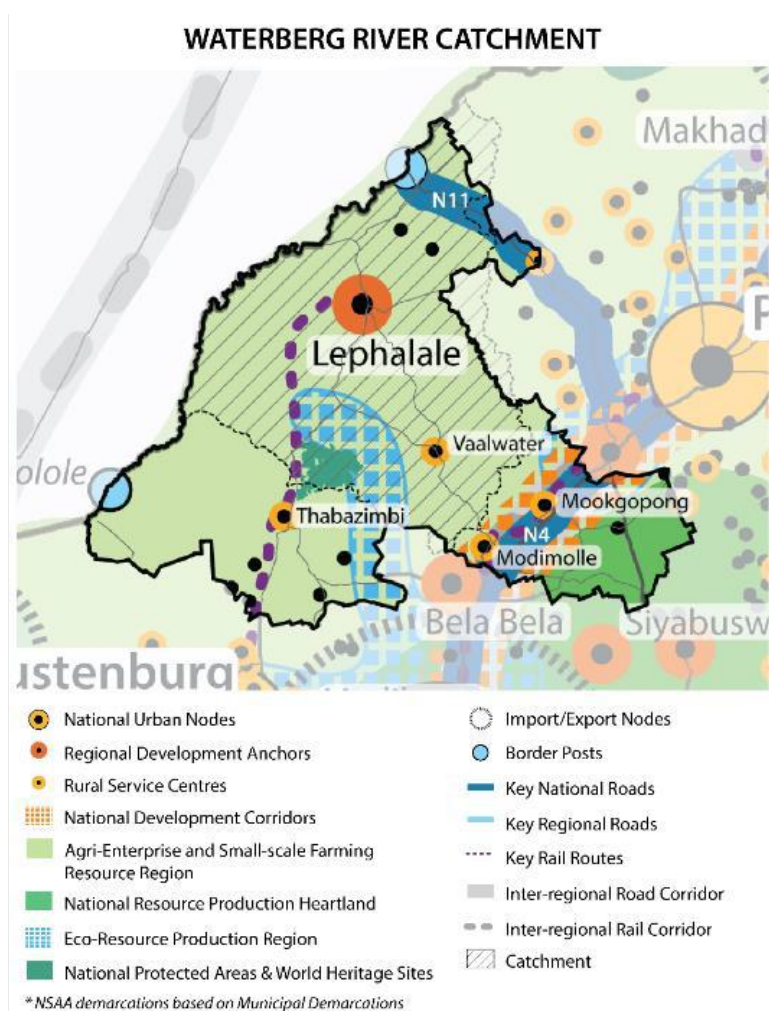 WATERBERG RIVER CATCHMENT
Makhad
N11
P
Lephalale
Vaalwater
olole
Mookgopong
Thabazimbi
N4
Modimolle
Bela Bela
Siyabusw
ustenburg
National Urban Nodes
Regional Development Anchors
Rural Service Centres
National Development Corridors
Agri-Enterprise and Small-scale Farming
Resource Region
National Resource Production Heartland
Eco-Resource Production Region
National Protected Areas & World Heritage Sites
* NSAA demarcations based on Municipal Demarcations
Import/Export Nodes
Border Posts
Key National Roads
Key Regional Roads
Key Rail Routes
Inter-regional Road Corridor
Inter-regional Rail Corridor
Catchment